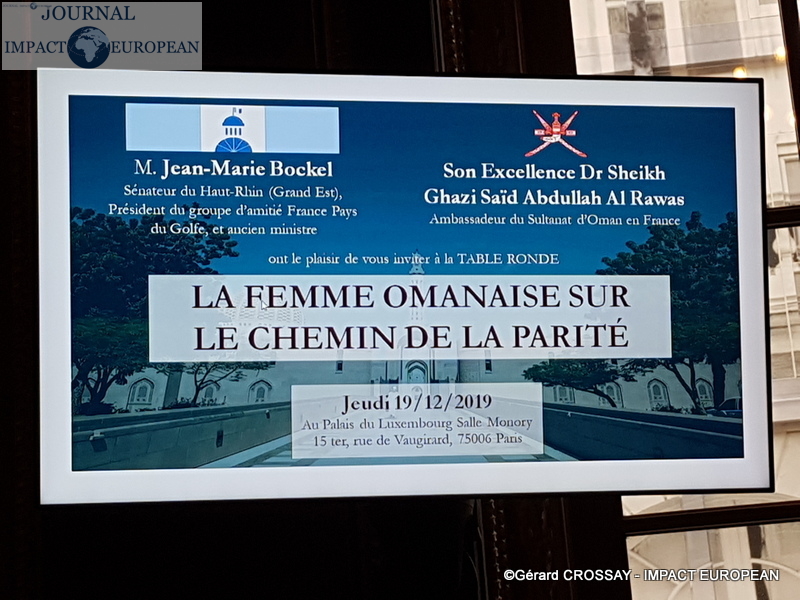 JOURNAL
IMPACT EUROPEAN
M. Jean-Marie Bockel
Sénateur du Haut-Rhin (Grand Est),
Président du groupe d'amitié France Pays
du Golfe, et ancien ministre
Son Excellence Dr Sheikh
Ghazi Saïd Abdullah Al Rawas
Ambassadeur du Sultanat d'Oman en France
ont le plaisir de vous inviter à la TABLE RONDE
LA FEMME OMANAISE SUR
LE CHEMIN DE LA PARITÉ
Jeudi 19/12/2019
Au Palais du Luxembourg Salle Monory
15 ter, rue de Vaugirard, 75006 Paris
©Gérard CROSSAY - IMPACT EUROPEAN